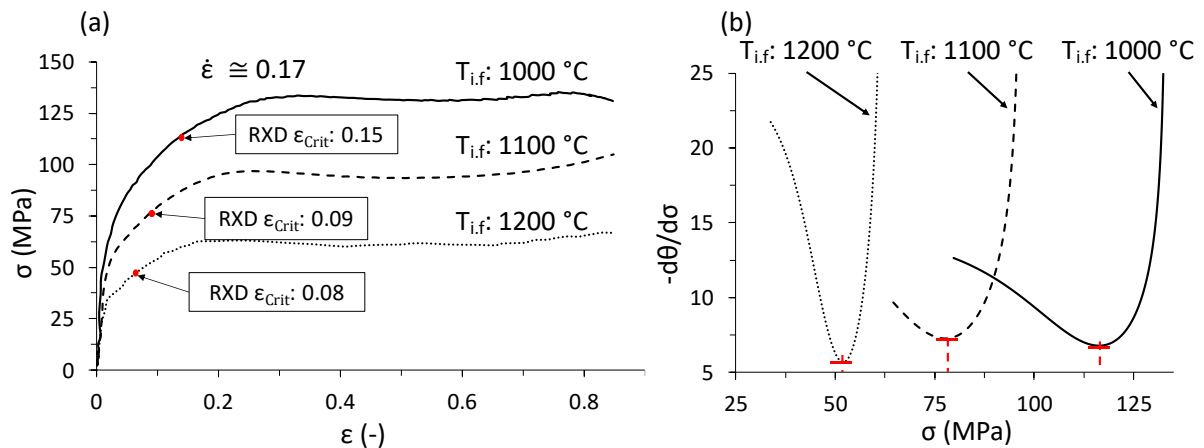 (a)
σ (MPa)
150
125
100
75
50
25
0
0
0.2
0.4
0.6
0.8
ε (-)
ε̇ ≅ 0.17
T_i.f: 1000 °C
RXD ε_Crit: 0.15
T_i.f: 1100 °C
RXD ε_Crit: 0.09
T_i.f: 1200 °C
RXD ε_Crit: 0.08
(b)
T_i.f: 1200 °C
T_i.f: 1100 °C
T_i.f: 1000 °C
-dθ/dσ
25
20
15
10
5
25
50
75
100
125
σ (MPa)